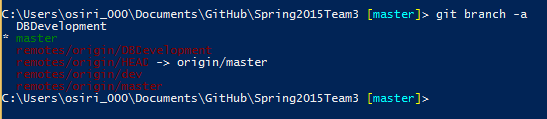 C:\Users\osiri_000\Documents\GitHub\Spring2015Team3 [master]> git branch -a
  DBDevelopment
* master
  remotes/origin/DBDevelopment
  remotes/origin/HEAD -> origin/master
  remotes/origin/dev
  remotes/origin/master
C:\Users\osiri_000\Documents\GitHub\Spring2015Team3 [master]>